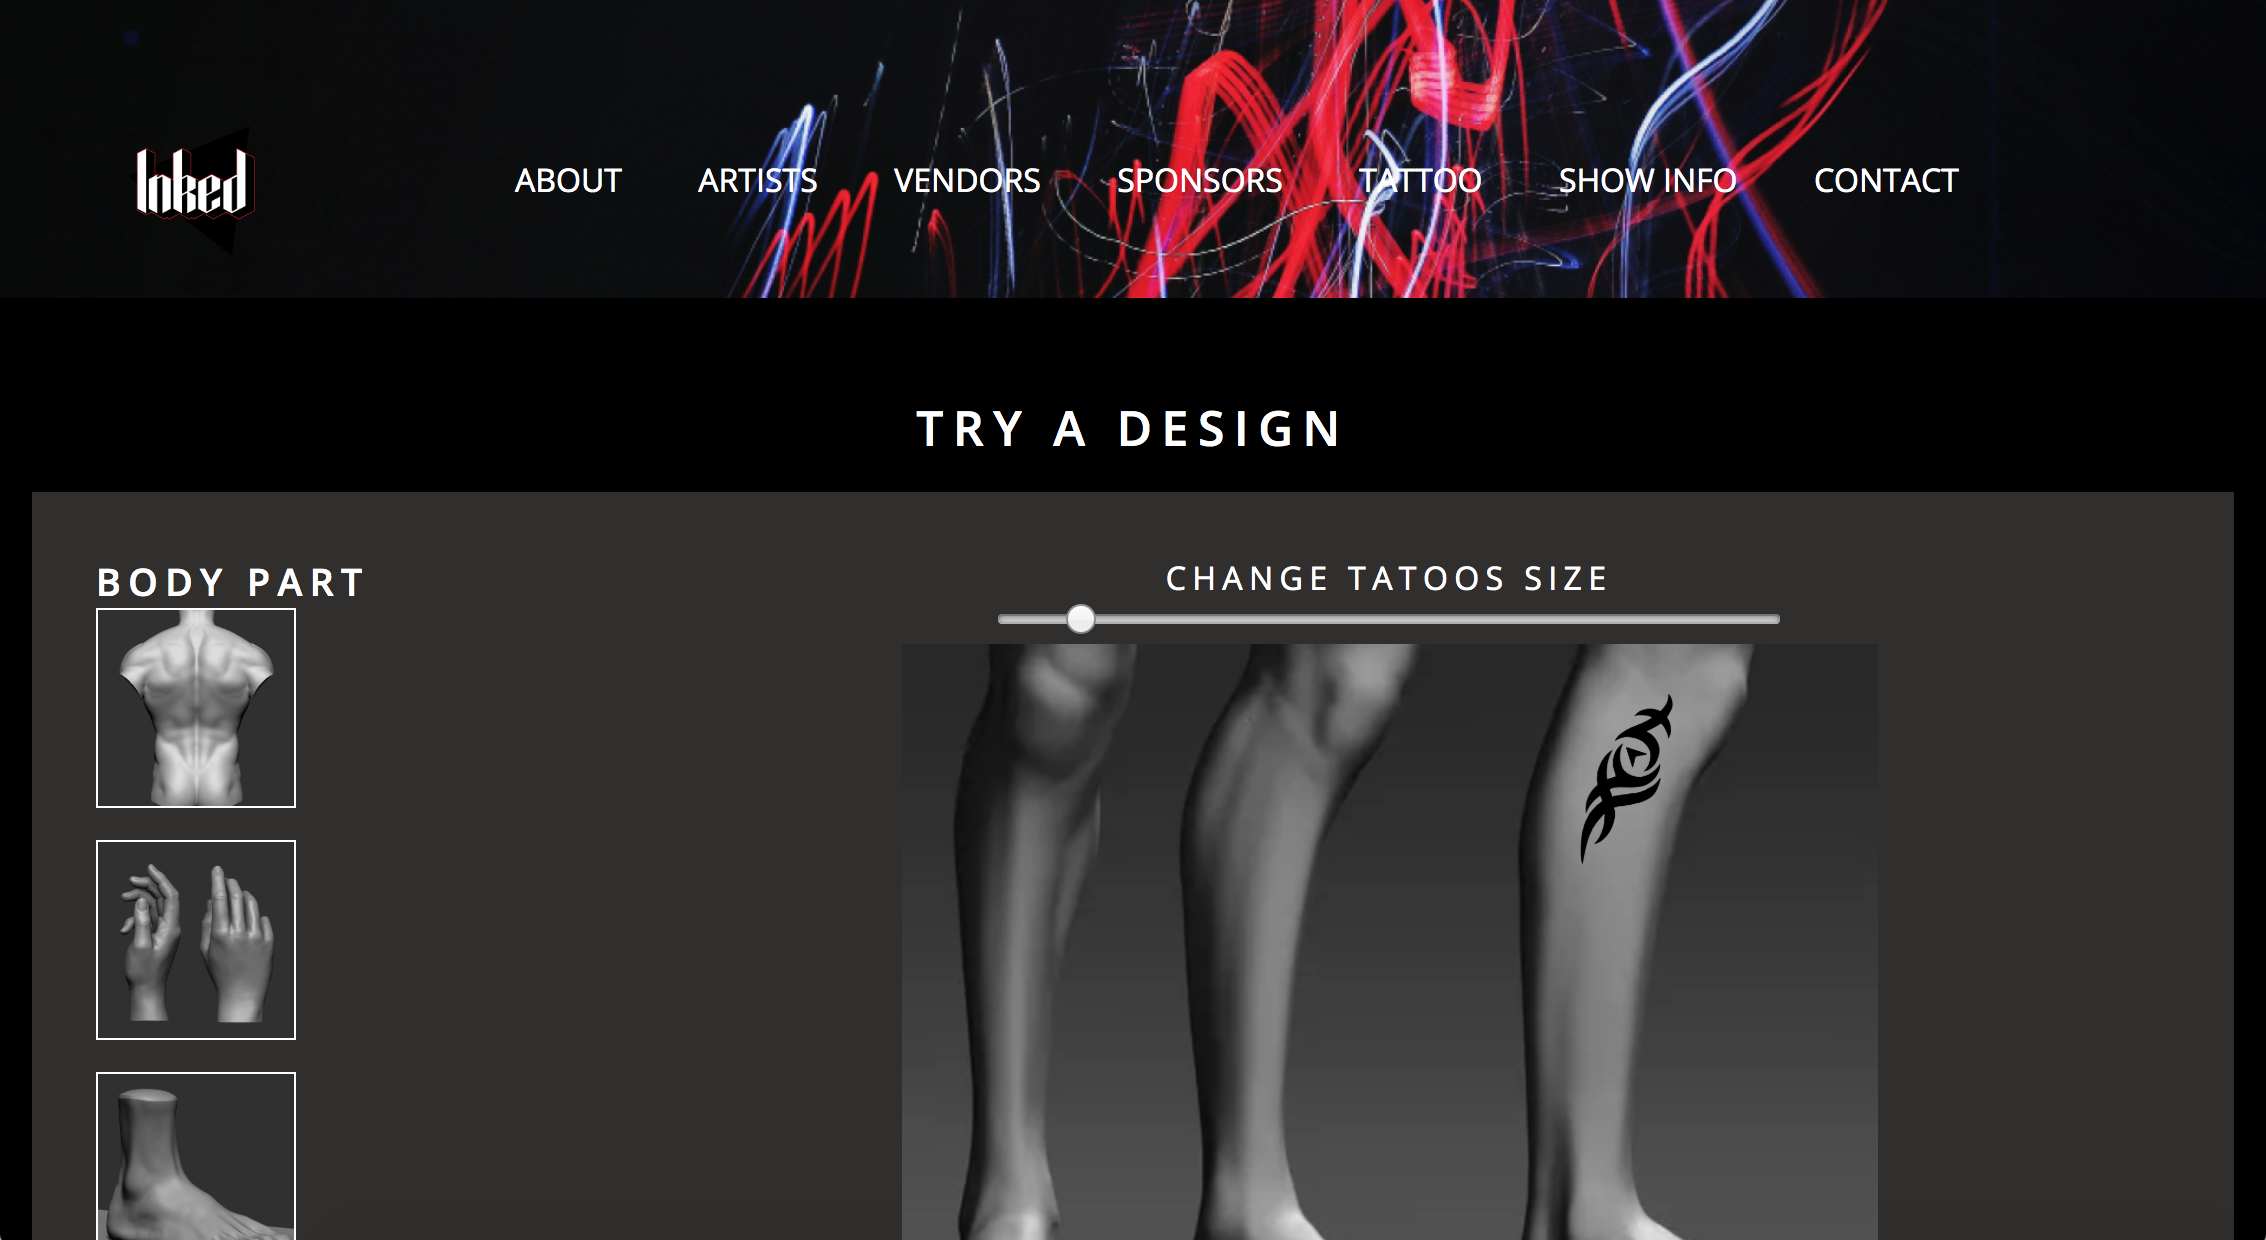 Inked
ABOUT ARTISTS VENDORS SPONSORS TATTOO SHOW INFO CONTACT
TRY A DESIGN
BODY PART
CHANGE TATOOS SIZE